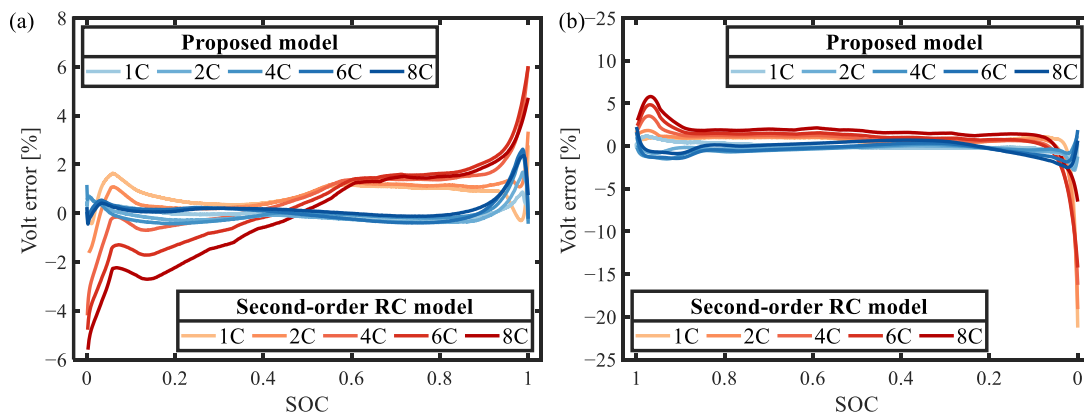 (a)
Volt error [%]
8
6
4
2
0
−2
−4
−6
Proposed model
1C 2C 4C 6C 8C
Second-order RC model
1C 2C 4C 6C 8C
0 0.2 0.4 0.6 0.8 1
SOC
(b)
Volt error [%]
−25
5
10
5
0
−5
−10
−15
−20
−25
Proposed model
1C 2C 4C 6C 8C
Second-order RC model
1C 2C 4C 6C 8C
1 0.8 0.6 0.4 0.2 0
SOC